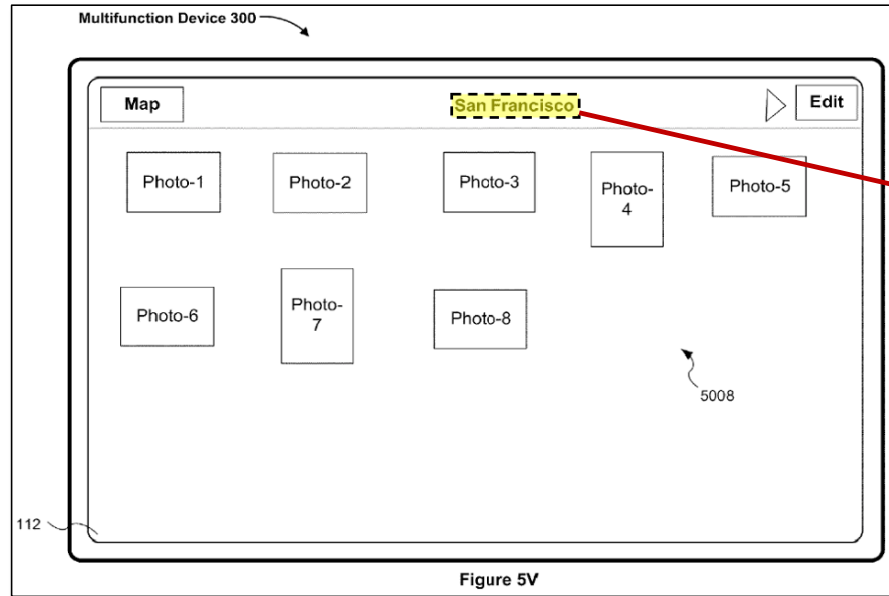 Multifunction Device 300
Map
San Francisco
Edit
Photo-1
Photo-2
Photo-3
Photo-
4
Photo-5
Photo-6
Photo-
7
Photo-8
5008
112
Figure 5V